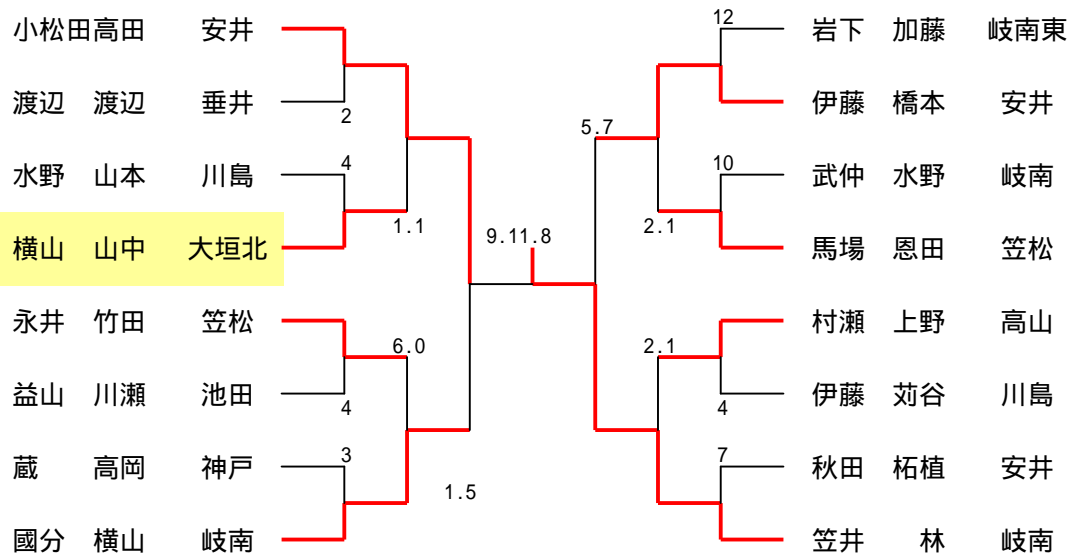 小松田高田 安井
渡辺 渡辺 垂井
2
水野 山本 川島
4
横山 山中 大垣北
1.1
永井 竹田 笠松
6.0
益山 川瀬 池田
4
蔵 高岡 神戸
3
1.5
國分 横山 岐南
9.11.8
12
岩下 加藤 岐南東
伊藤 橋本 安井
5.7
10
武仲 水野 岐南
2.1
馬場 恩田 笠松
村瀬 上野 高山
2.1
伊藤 苅谷 川島
4
7
秋田 柘植 安井
笠井 林 岐南